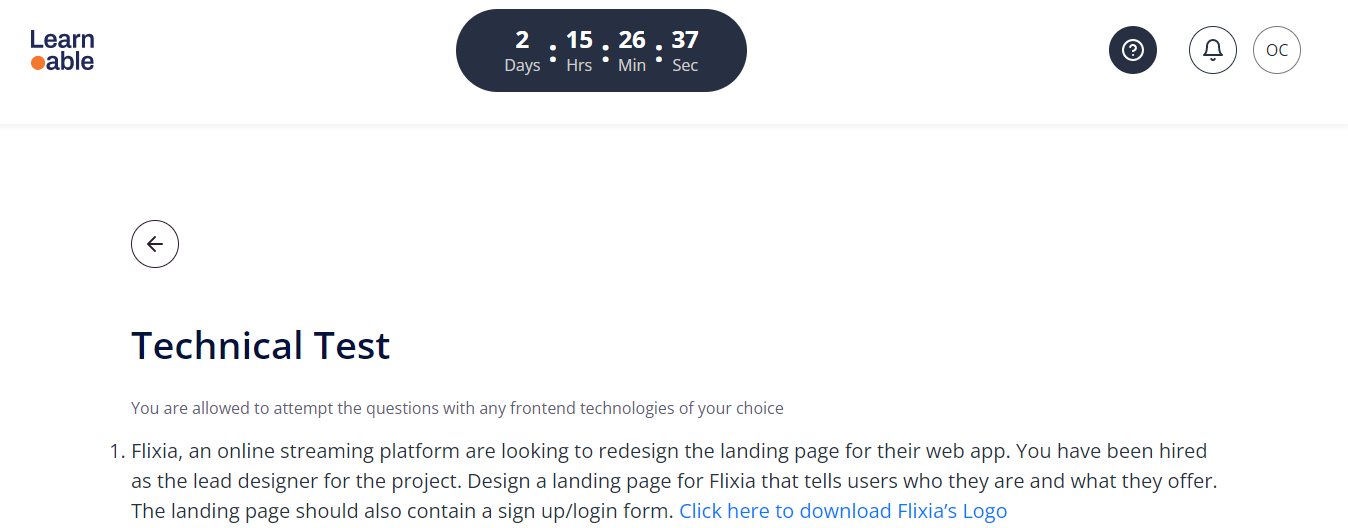 Learn
able
2 : 15 : 26 : 37
Days Hrs Min Sec
OC
Technical Test
You are allowed to attempt the questions with any frontend technologies of your choice
1. Flixia, an online streaming platform are looking to redesign the landing page for their web app. You have been hired
as the lead designer for the project. Design a landing page for Flixia that tells users who they are and what they offer.
The landing page should also contain a sign up/login form. Click here to download Flixia’s Logo